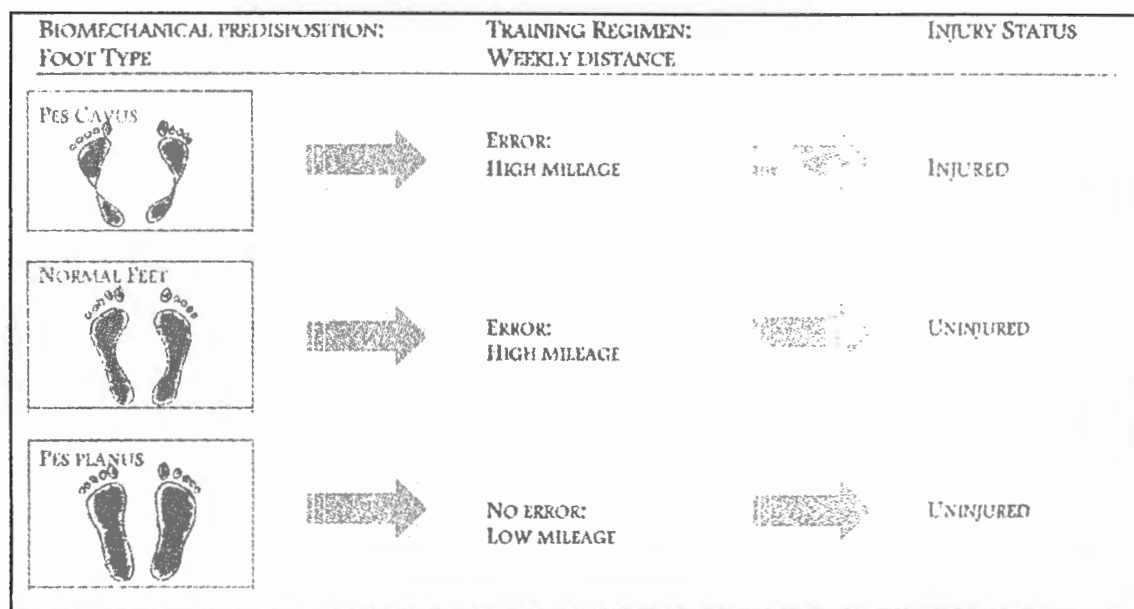 BIOMECHANICAL PREDISPOSITION:
FOOT TYPE
TRAINING REGIMEN:
WEEKLY DISTANCE
INJURY STATUS
PES CAVUS
ERROR:
HIGH MILEAGE
INJURED
NORMAL FEET
ERROR:
HIGH MILEAGE
UNINJURED
PES PLANUS
NO ERROR:
LOW MILEAGE
UNINJURED